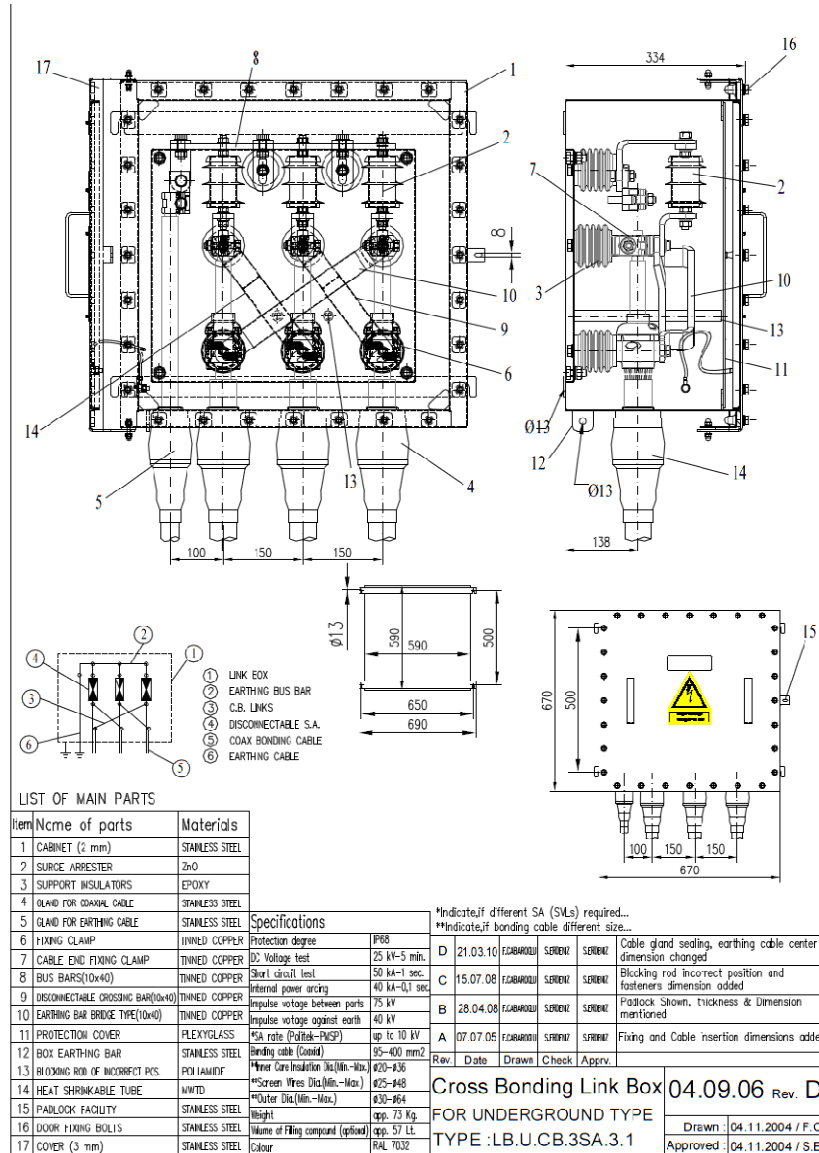 17
8
1
334
16
2
7
2
8
3
10
10
9
13
6
11
14
Ø13
12
14
13
Ø13
5
4
100
150
150
138
ø13
590
590
500
650
690
15
670
500
100
150
150
670
2
1
4
3
6
5
1 LINK BOX
2 EARTHING BUS BAR
3 C.B. LINKS
4 DISCONNECTABLE S.A.
5 COAX BONDING CABLE
6 EARTHING CABLE
LIST OF MAIN PARTS
Item Name of parts Materials
1 CABINET (2 mm) STAINLESS STEEL
2 SURGE ARRESTER ZnO
3 SUPPORT INSULATORS EPOXY
4 GLAND FOR COAXIAL CABLE STAINLESS STEEL
5 GLAND FOR EARTHING CABLE STAINLESS STEEL
6 FIXING CLAMP TINNED COPPER
7 CABLE END FIXING CLAMP TINNED COPPER
8 BUS BARS(10x40) TINNED COPPER
9 DISCONNECTABLE CROSSING BAR(10x40) TINNED COPPER
10 EARTHING BAR BRIDGE TYPE(10x40) TINNED COPPER
11 PROTECTION COVER PLEXYGLASS
12 BOX EARTHING BAR STAINLESS STEEL
13 BLOCKING ROD OF INCORRECT PCS. POLIAMIDE
14 HEAT SHRINKABLE TUBE MWTD
15 PADLOCK FACILITY STAINLESS STEEL
16 DOOR FIXING BOLTS STAINLESS STEEL
17 COVER (3 mm) STAINLESS STEEL
Specifications
Protection degree IP68
DC Voltage test 25 kV-5 min.
Short circuit test 50 kA-1 sec.
Internal power arcing 40 kA-0,1 sec.
Impulse votage between parts 75 kV
Impulse votage against earth 40 kV
*SA rate (Politek-PMSP) up to 10 kV
Binding cable (Coaxial) 95-400 mm2
**Inner Core Insulation Dia.(Min.-Max.) ø20-ø36
**Screen Wires Dia.(Min.-Max.) ø25-ø48
**Outer Dia.(Min.-Max.) ø30-ø64
Weight app. 73 Kg.
Volume of Filling compound (optional) app. 57 Lt.
Colour RAL 7032
*Indicate,if different SA (SVLs) required...
**Indicate,if bonding cable different size...
D 21.03.10 Cable gland sealing, earthing cable center dimension changed
C 15.07.08 Blocking rod incorrect position and fasteners dimension added
B 28.04.08 Padlock Shown, thickness & Dimension mentioned
A 07.07.05 Fixing and Cable insertion dimensions adde
Rev. Date Drawn Check Apprv.
Cross Bonding Link Box
FOR UNDERGROUND TYPE
TYPE :LB.U.CB.3SA.3.1
04.09.06 Rev. D
Drawn : 04.11.2004 / F.C
Approved : 04.11.2004 / S.E